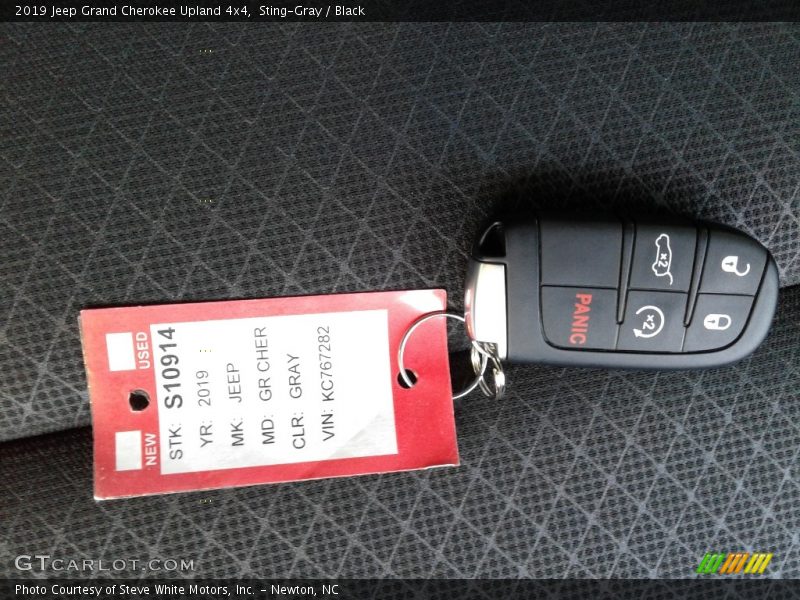 2019 Jeep Grand Cherokee Upland 4x4,  Sting-Gray / Black
USED
NEW
STK: S10914
YR: 2019
MK: JEEP
MD: GR CHER
CLR: GRAY
VIN: KC767282
PANIC
x2
x2
GTCARLOT.COM
Photo Courtesy of Steve White Motors, Inc. - Newton, NC